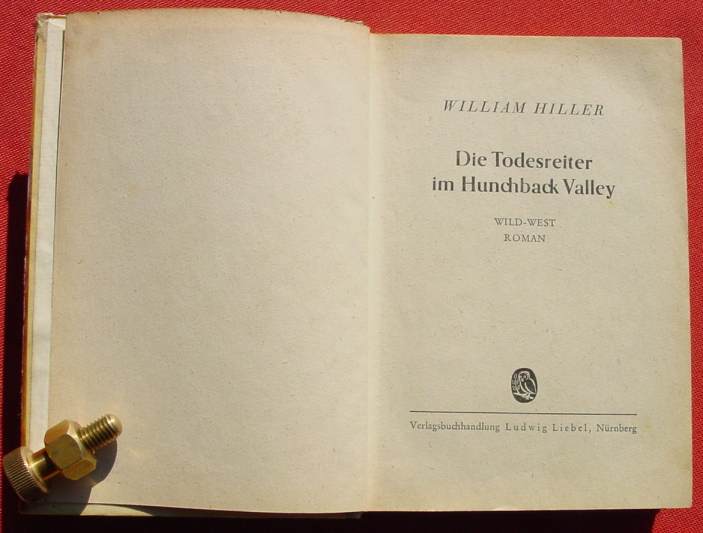 WILLIAM HILLER
Die Todesreiter
im Hunchback Valley
WILD-WEST
ROMAN
Verlagsbuchhandlung Ludwig Liebel, Nürnberg